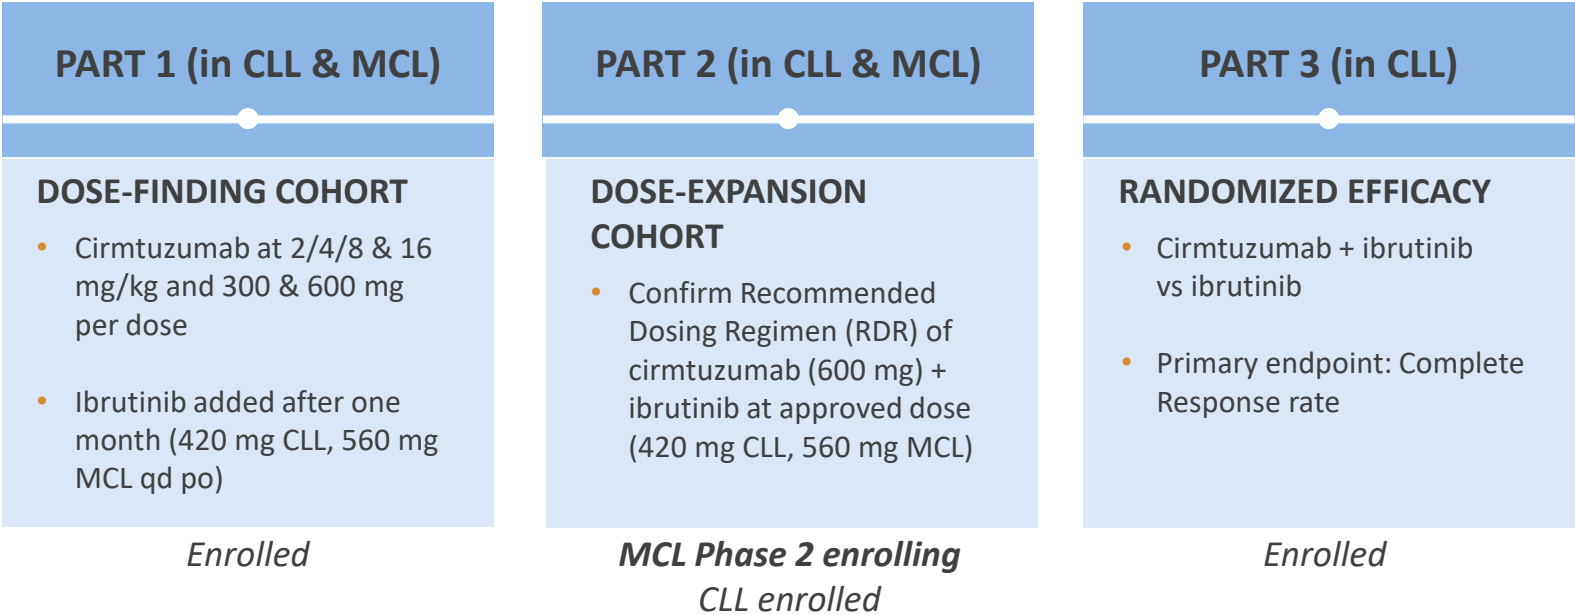 PART 1 (in CLL & MCL)
DOSE-FINDING COHORT
• Cirmtuzumab at 2/4/8 & 16
mg/kg and 300 & 600 mg
per dose
• Ibrutinib added after one
month (420 mg CLL, 560 mg
MCL qd po)
Enrolled
PART 2 (in CLL & MCL)
DOSE-EXPANSION
COHORT
• Confirm Recommended
Dosing Regimen (RDR) of
cirmtuzumab (600 mg) +
ibrutinib at approved dose
(420 mg CLL, 560 mg MCL)
MCL Phase 2 enrolling
CLL enrolled
PART 3 (in CLL)
RANDOMIZED EFFICACY
• Cirmtuzumab + ibrutinib
vs ibrutinib
• Primary endpoint: Complete
Response rate
Enrolled